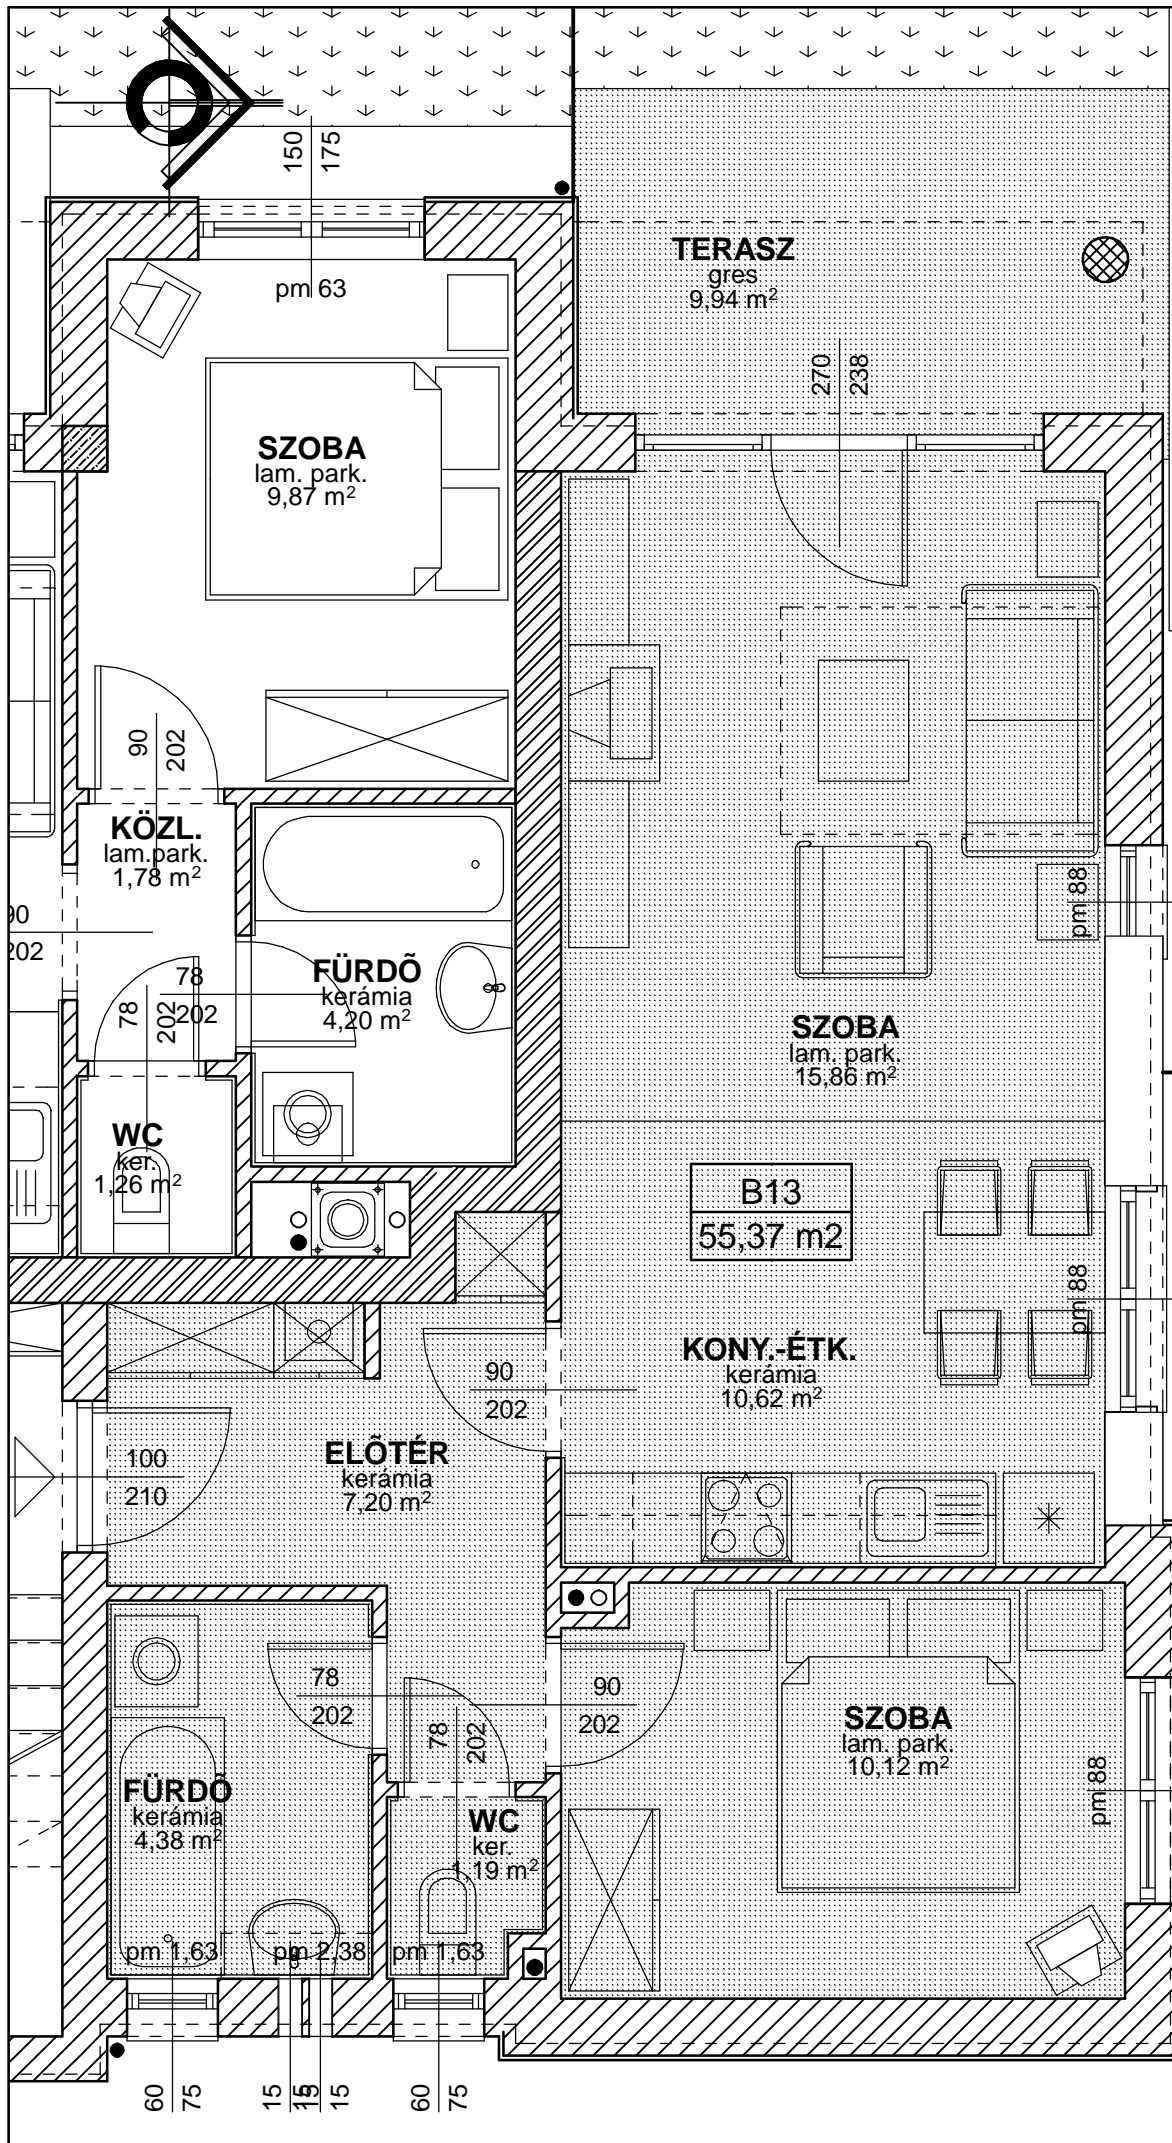 150
175
pm 63
TERASZ
gres
9,94 m²
270
238
SZOBA
lam. park.
9,87 m²
90
202
KÖZL.
lam.park.
1,78 m²
pm 88
90
202
78
202
78
202
FÜRDÕ
kerámia
4,20 m²
SZOBA
lam. park.
15,86 m²
WC
ker.
1,26 m²
B13
55,37 m2
pm 88
KONY.-ÉTK.
kerámia
10,62 m²
90
202
100
210
ELÕTÉR
kerámia
7,20 m²
78
202
78
202
90
202
SZOBA
lam. park.
10,12 m²
pm 88
FÜRDÕ
kerámia
4,38 m²
WC
ker.
1,19 m²
pm 1,63
pm 2,38
pm 1,63
60
75
15
15
15
15
60
75